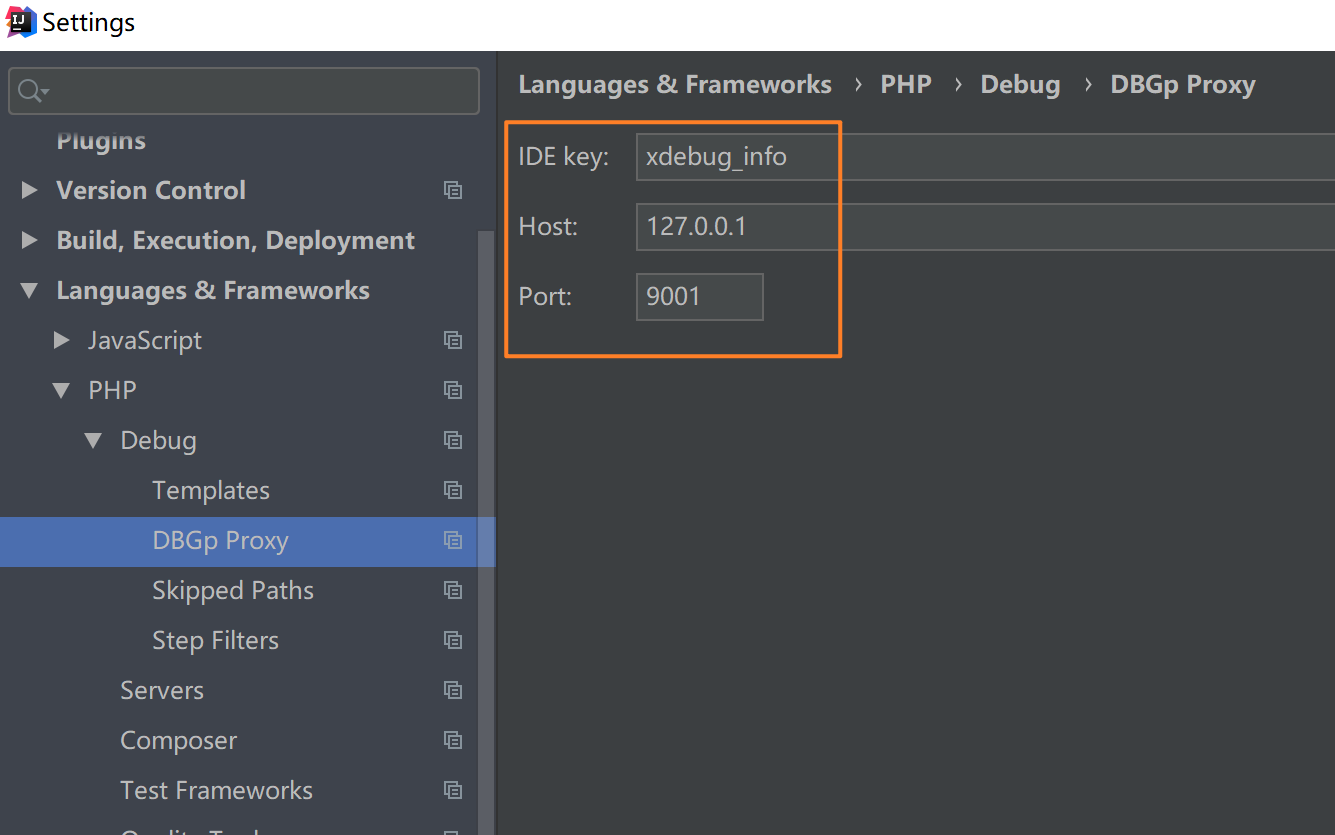 IJ
Settings
Languages & Frameworks › PHP › Debug › DBGp Proxy
Plugins
Version Control
Build, Execution, Deployment
Languages & Frameworks
JavaScript
PHP
Debug
Templates
DBGp Proxy
Skipped Paths
Step Filters
Servers
Composer
Test Frameworks
IDE key: xdebug_info
Host: 127.0.0.1
Port: 9001